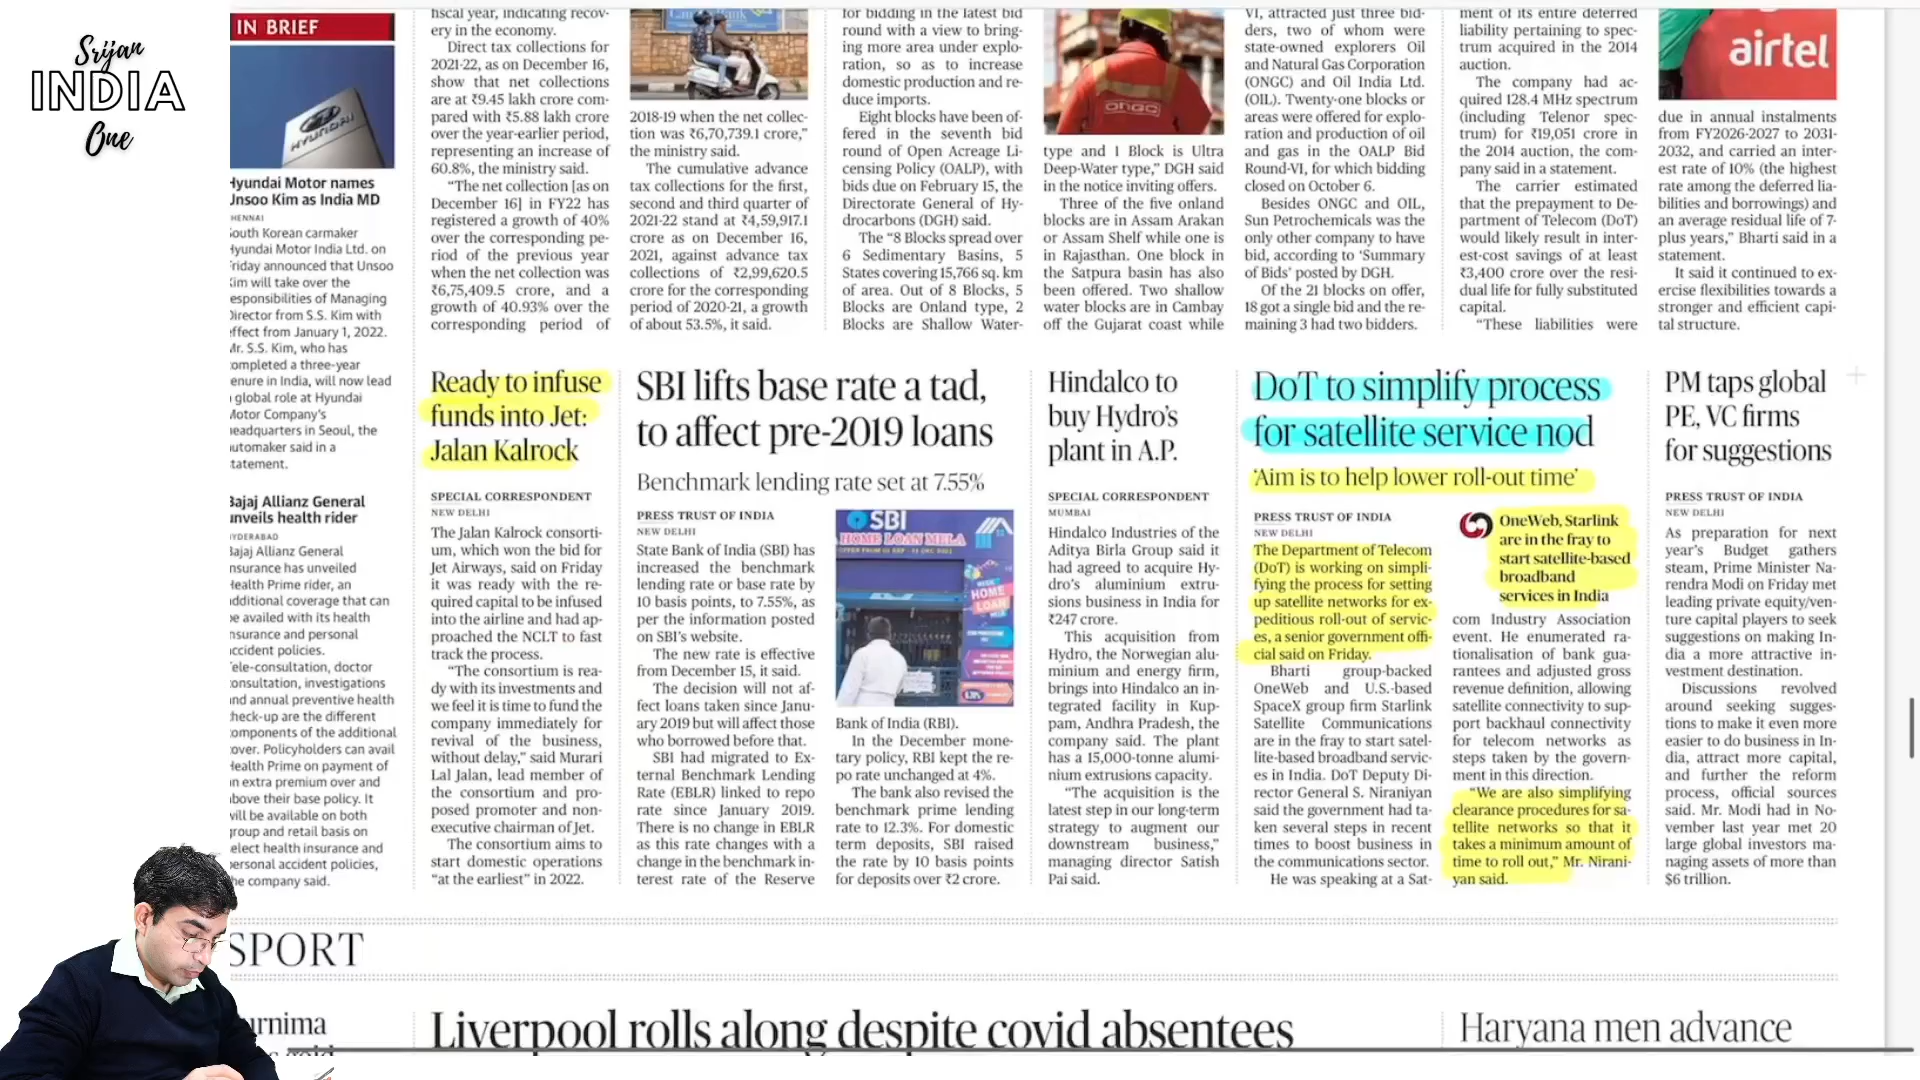 Srijan
INDIA
One
IN BRIEF
HYUNDAI
Hyundai Motor names
Unsoo Kim as India MD
HENNAI
South Korean carmaker
Hyundai Motor India Ltd. on
Friday announced that Unsoo
Kim will take over the
responsibilities of Managing
Director from S.S. Kim with
effect from January 1, 2022.
Mr. S.S. Kim, who has
completed a three-year
tenure in India, will now lead
a global role at Hyundai
Motor Company's
headquarters in Seoul, the
automaker said in a
statement.
Bajaj Allianz General
unveils health rider
HYDERABAD
Bajaj Allianz General
Insurance has unveiled
Health Prime rider, an
additional coverage that can
be availed with its health
insurance and personal
accident policies.
Tele-consultation, doctor
consultation, investigations
and annual preventive health
check-up are the different
components of the additional
cover. Policyholders can avail
Health Prime on payment of
an extra premium over and
above their base policy. It
will be available on both
group and retail basis on
select health insurance and
personal accident policies,
the company said.
fiscal year, indicating recov-
ery in the economy.
Direct tax collections for
2021-22, as on December 16,
show that net collections
are at ₹9.45 lakh crore com-
pared with ₹5.88 lakh crore
over the year-earlier period,
representing an increase of
60.8%, the ministry said.
“The net collection [as on
December 16] in FY22 has
registered a growth of 40%
over the corresponding pe-
riod of the previous year
when the net collection was
₹6,75,409.5 crore, and a
growth of 40.93% over the
corresponding period of
2018-19 when the net collec-
tion was ₹6,70,739.1 crore,”
the ministry said.
The cumulative advance
tax collections for the first,
second and third quarter of
2021-22 stand at ₹4,59,917.1
crore as on December 16,
2021, against advance tax
collections of ₹2,99,620.5
crore for the corresponding
period of 2020-21, a growth
of about 53.5%, it said.
for bidding in the latest bid
round with a view to bring-
ing more area under explo-
ration, so as to increase
domestic production and re-
duce imports.
Eight blocks have been of-
fered in the seventh bid
round of Open Acreage Li-
censing Policy (OALP), with
bids due on February 15, the
Directorate General of Hy-
drocarbons (DGH) said.
The “8 Blocks spread over
6 Sedimentary Basins, 5
States covering 15,766 sq. km
of area. Out of 8 Blocks, 5
Blocks are Onland type, 2
Blocks are Shallow Water-
ongc
type and 1 Block is Ultra
Deep-Water type,” DGH said
in the notice inviting offers.
Three of the five onland
blocks are in Assam Arakan
or Assam Shelf while one is
in Rajasthan. One block in
the Satpura basin has also
been offered. Two shallow
water blocks are in Cambay
off the Gujarat coast while
VI, attracted just three bid-
ders, two of whom were
state-owned explorers Oil
and Natural Gas Corporation
(ONGC) and Oil India Ltd.
(OIL). Twenty-one blocks or
areas were offered for explo-
ration and production of oil
and gas in the OALP Bid
Round-VI, for which bidding
closed on October 6.
Besides ONGC and OIL,
Sun Petrochemicals was the
only other company to have
bid, according to ‘Summary
of Bids’ posted by DGH.
Of the 21 blocks on offer,
18 got a single bid and the re-
maining 3 had two bidders.
ment of its entire deferred
liability pertaining to spec-
trum acquired in the 2014
auction.
The company had ac-
quired 128.4 MHz spectrum
(including Telenor spec-
trum) for ₹19,051 crore in
the 2014 auction, the com-
pany said in a statement.
The carrier estimated
that the prepayment to De-
partment of Telecom (DoT)
would likely result in inter-
est-cost savings of at least
₹3,400 crore over the resi-
dual life for fully substituted
capital.
“These liabilities were
airtel
due in annual instalments
from FY2026-2027 to 2031-
2032, and carried an inter-
est rate of 10% (the highest
rate among the deferred lia-
bilities and borrowings) and
an average residual life of 7-
plus years,” Bharti said in a
statement.
It said it continued to ex-
ercise flexibilities towards a
stronger and efficient capi-
tal structure.
Ready to infuse
funds into Jet:
Jalan Kalrock
SPECIAL CORRESPONDENT
NEW DELHI
The Jalan Kalrock consorti-
um, which won the bid for
Jet Airways, said on Friday
it was ready with the re-
quired capital to be infused
into the airline and had ap-
proached the NCLT to fast
track the process.
“The consortium is rea-
dy with its investments and
we feel it is time to fund the
company immediately for
revival of the business,
without delay,” said Murari
Lal Jalan, lead member of
the consortium and pro-
posed promoter and non-
executive chairman of Jet.
The consortium aims to
start domestic operations
“at the earliest” in 2022.
SBI lifts base rate a tad,
to affect pre-2019 loans
Benchmark lending rate set at 7.55%
PRESS TRUST OF INDIA
NEW DELHI
State Bank of India (SBI) has
increased the benchmark
lending rate or base rate by
10 basis points, to 7.55%, as
per the information posted
on SBI's website.
The new rate is effective
from December 15, it said.
The decision will not af-
fect loans taken since Janu-
ary 2019 but will affect those
who borrowed before that.
SBI had migrated to Ex-
ternal Benchmark Lending
Rate (EBLR) linked to repo
rate since January 2019.
There is no change in EBLR
as this rate changes with a
change in the benchmark in-
terest rate of the Reserve
SBI
HOME LOAN MELA
HOME
LOAN
Bank of India (RBI).
In the December mone-
tary policy, RBI kept the re-
po rate unchanged at 4%.
The bank also revised the
benchmark prime lending
rate to 12.3%. For domestic
term deposits, SBI raised
the rate by 10 basis points
for deposits over ₹2 crore.
Hindalco to
buy Hydro's
plant in A.P.
SPECIAL CORRESPONDENT
MUMBAI
Hindalco Industries of the
Aditya Birla Group said it
had agreed to acquire Hy-
dro's aluminium extru-
sions business in India for
₹247 crore.
This acquisition from
Hydro, the Norwegian alu-
minium and energy firm,
brings into Hindalco an in-
tegrated facility in Kup-
pam, Andhra Pradesh, the
company said. The plant
has a 15,000-tonne alumi-
nium extrusions capacity.
“The acquisition is the
latest step in our long-term
strategy to augment our
downstream business,”
managing director Satish
Pai said.
DoT to simplify process
for satellite service nod
‘Aim is to help lower roll-out time’
PRESS TRUST OF INDIA
NEW DELHI
The Department of Telecom
(DoT) is working on simpli-
fying the process for setting
up satellite networks for ex-
peditious roll-out of servic-
es, a senior government offi-
cial said on Friday.
Bharti group-backed
OneWeb and U.S.-based
SpaceX group firm Starlink
Satellite Communications
are in the fray to start satel-
lite-based broadband servic-
es in India. DoT Deputy Di-
rector General S. Niraniyan
said the government had ta-
ken several steps in recent
times to boost business in
the communications sector.
He was speaking at a Sat-
OneWeb, Starlink
are in the fray to
start satellite-based
broadband
services in India
com Industry Association
event. He enumerated ra-
tionalisation of bank gua-
rantees and adjusted gross
revenue definition, allowing
satellite connectivity to sup-
port backhaul connectivity
for telecom networks as
steps taken by the govern-
ment in this direction.
“We are also simplifying
clearance procedures for sa-
tellite networks so that it
takes a minimum amount of
time to roll out,” Mr. Nirani-
yan said.
PM taps global
PE, VC firms
for suggestions
PRESS TRUST OF INDIA
NEW DELHI
As preparation for next
year's Budget gathers
steam, Prime Minister Na-
rendra Modi on Friday met
leading private equity/ven-
ture capital players to seek
suggestions on making In-
dia a more attractive in-
vestment destination.
Discussions revolved
around seeking sugges-
tions to make it even more
easier to do business in In-
dia, attract more capital,
and further the reform
process, official sources
said. Mr. Modi had in No-
vember last year met 20
large global investors ma-
naging assets of more than
$6 trillion.
SPORT
urnima
Liverpool rolls along despite covid absentees
Haryana men advance